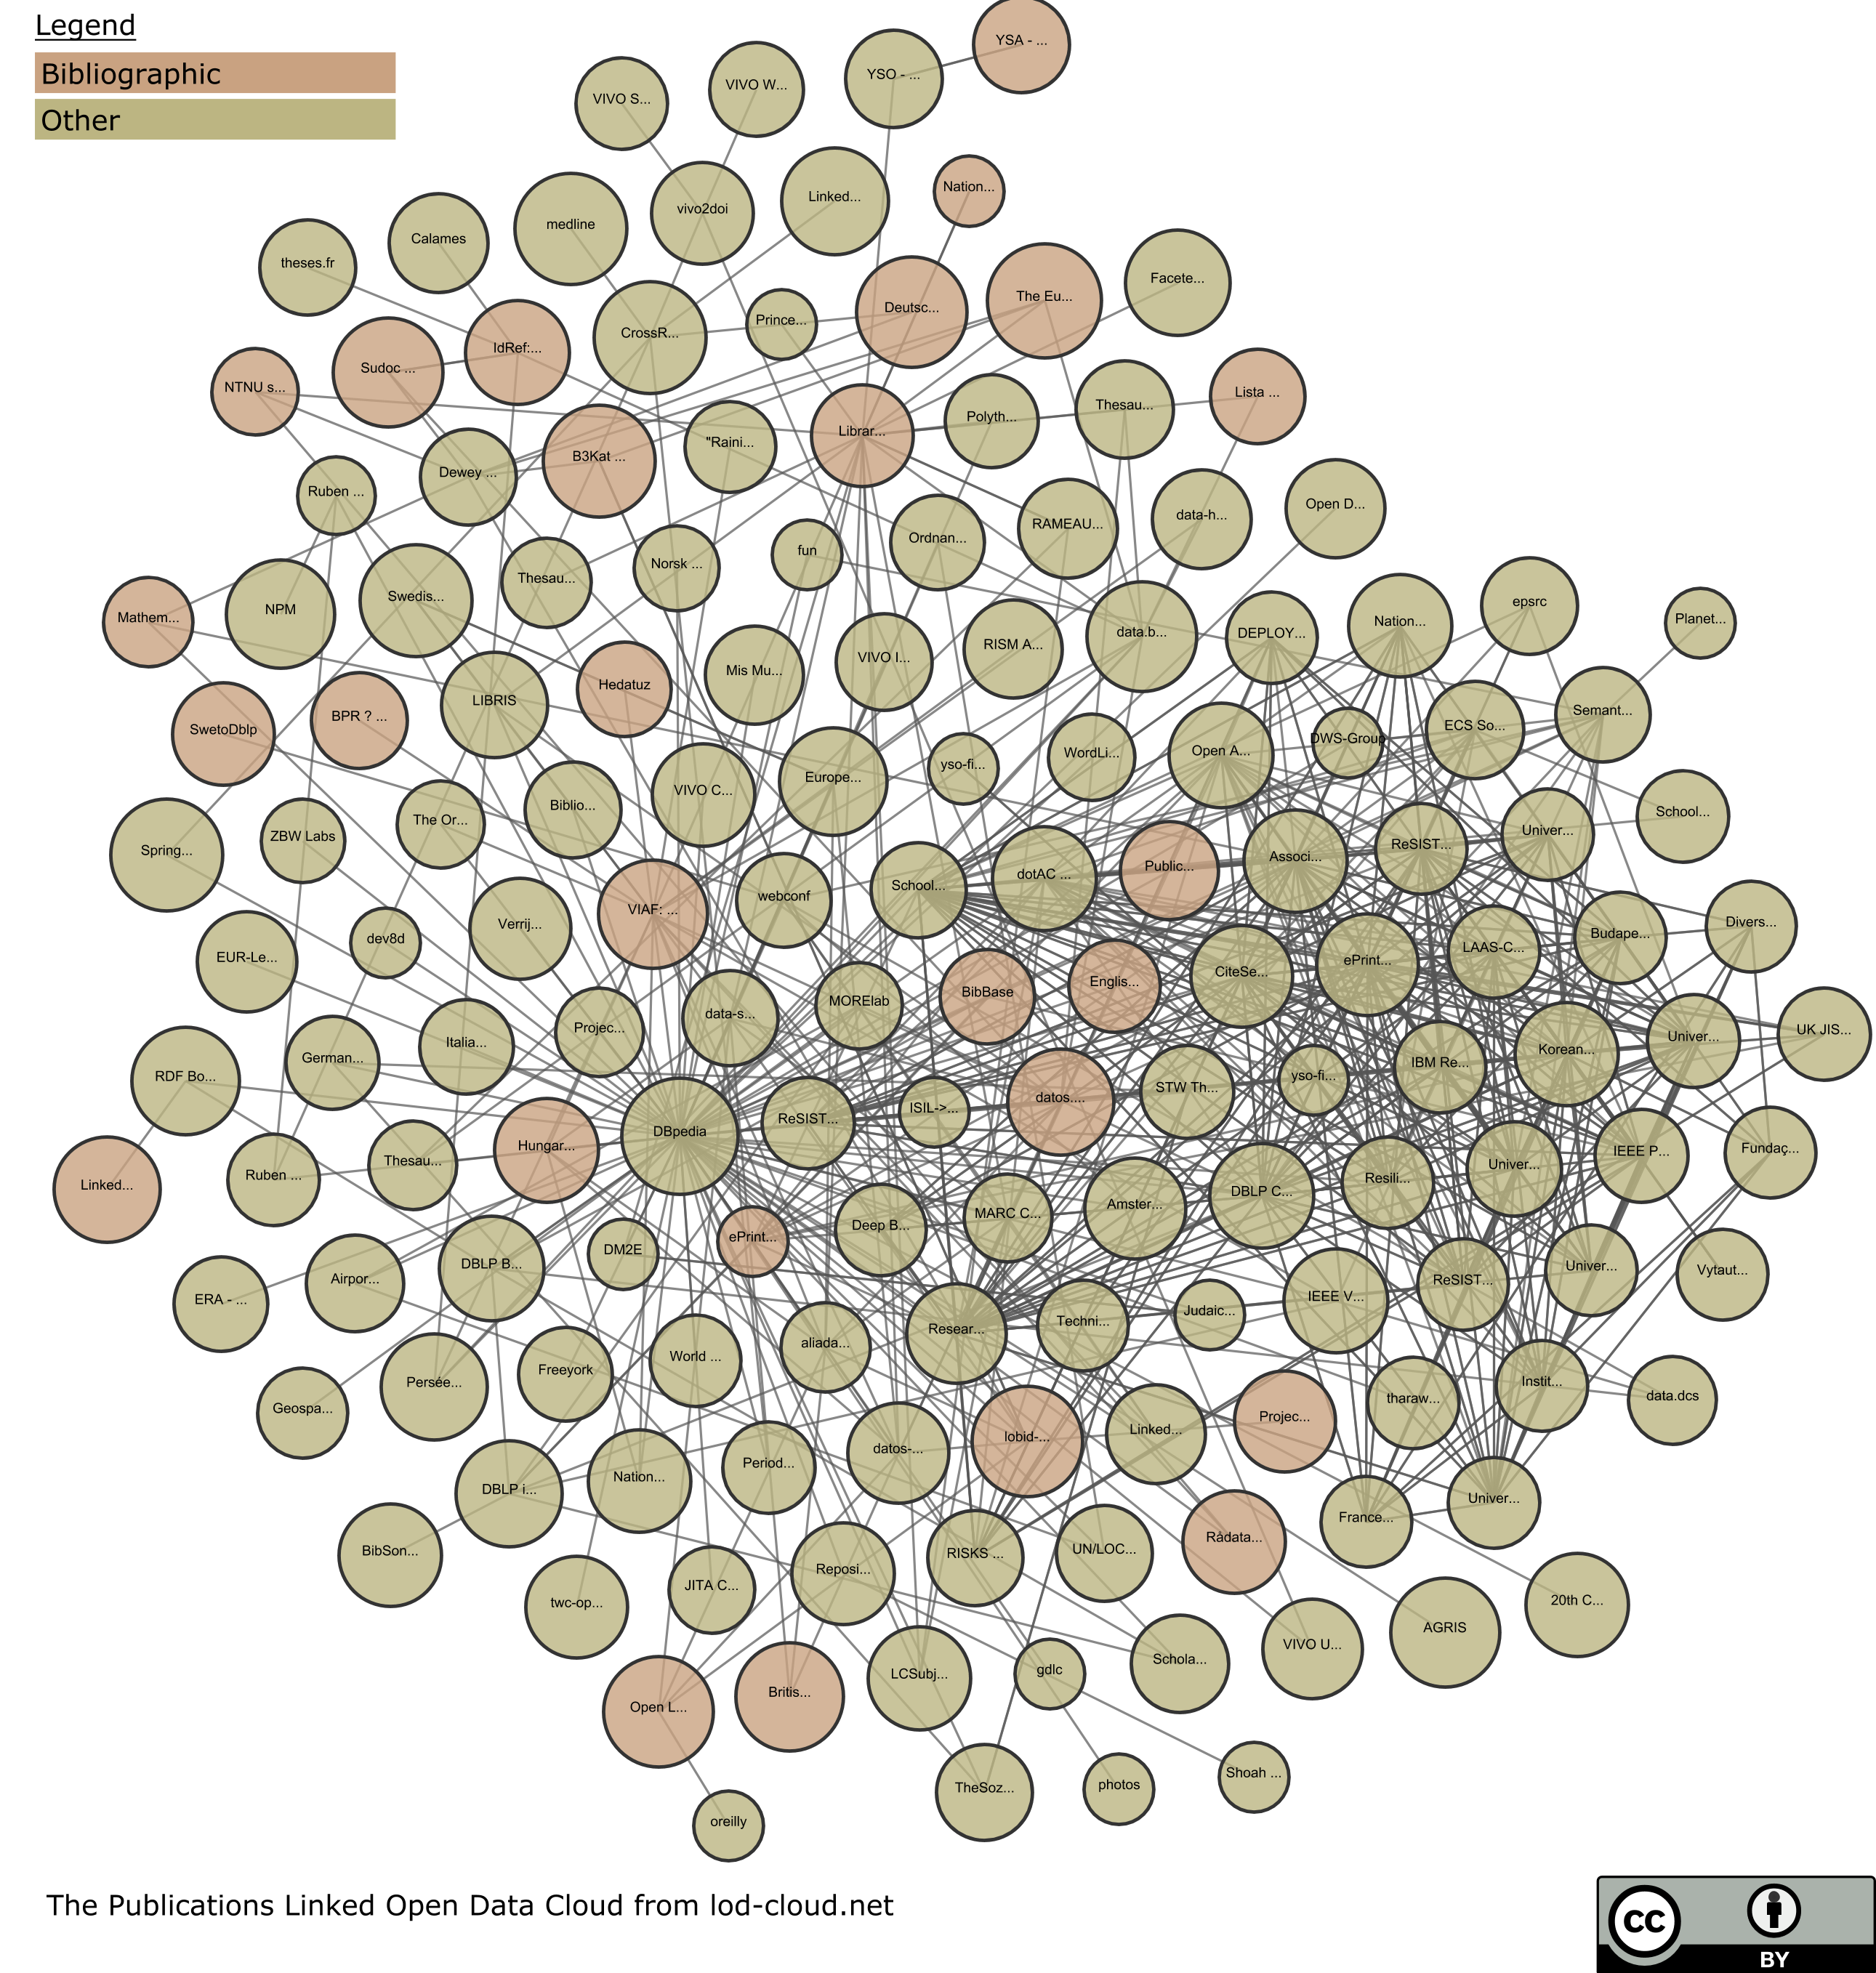 Legend
Bibliographic
Other
YSA - ...
YSO - ...
VIVO W...
VIVO S...
Nation...
Linked...
vivo2doi
medline
Calames
theses.fr
Facete...
The Eu...
Deutsc...
Prince...
CrossR...
IdRef:...
Sudoc ...
NTNU s...
Lista ...
Thesau...
Polyth...
Librar...
"Raini...
B3Kat ...
Dewey ...
Ruben ...
Open D...
data-h...
RAMEAU...
Ordnan...
fun
Norsk ...
Thesau...
Swedis...
NPM
Mathem...
epsrc
Planet...
Nation...
DEPLOY...
data.b...
RISM A...
VIVO I...
Mis Mu...
Hedatuz
LIBRIS
BPR ? ...
SwetoDblp
Semant...
ECS So...
DWS-Group
Open A...
WordLi...
yso-fi...
Europe...
VIVO C...
Biblio...
The Or...
ZBW Labs
Spring...
School...
Univer...
ReSIST...
Associ...
Public...
dotAC ...
School...
webconf
VIAF: ...
Verrij...
dev8d
EUR-Le...
Divers...
Budape...
LAAS-C...
ePrint...
CiteSe...
Englis...
BibBase
MORElab
data-s...
Projec...
Italia...
German...
RDF Bo...
UK JIS...
Univer...
Korean...
IBM Re...
yso-fi...
STW Th...
datos....
ISIL->...
ReSIST...
DBpedia
Hungar...
Thesau...
Ruben ...
Linked...
Fundaç...
IEEE P...
Univer...
Resili...
DBLP C...
Amster...
MARC C...
Deep B...
ePrint...
DM2E
DBLP B...
Airpor...
ERA - ...
Vytaut...
Univer...
ReSIST...
IEEE V...
Judaic...
Techni...
Resear...
aliada...
World ...
Freeyork
Persée...
Geospa...
data.dcs
Instit...
tharaw...
Projec...
Linked...
lobid-...
datos-...
Period...
Nation...
DBLP i...
BibSon...
Univer...
France...
Rådata...
UN/LOC...
RISKS ...
Reposi...
JITA C...
twc-op...
20th C...
AGRIS
VIVO U...
Schola...
gdlc
LCSubj...
Britis...
Open L...
Shoah ...
photos
TheSoz...
oreilly
The Publications Linked Open Data Cloud from lod-cloud.net
cc
BY